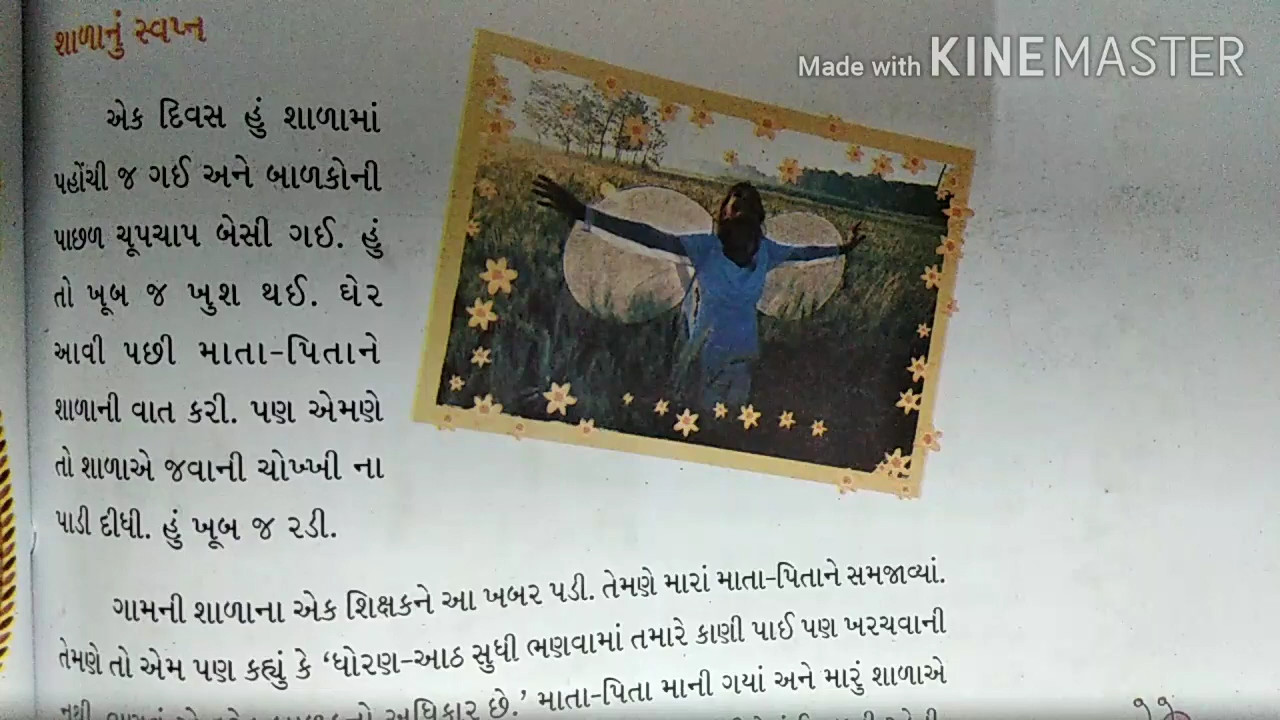 શાળાનું સ્વપ્ન
Made with KINEMASTER
એક દિવસ હું શાળામાં
પહોંચી જ ગઈ અને બાળકોની
પાછળ ચૂપચાપ બેસી ગઈ. હું
તો ખૂબ જ ખુશ થઈ. ઘેર
આવી પછી માતા-પિતાને
શાળાની વાત કરી. પણ એમણે
તો શાળાએ જવાની ચોખ્ખી ના
પાડી દીધી. હું ખૂબ જ રડી.
ગામની શાળાના એક શિક્ષકને આ ખબર પડી. તેમણે મારાં માતા-પિતાને સમજાવ્યાં.
તેમણે તો એમ પણ કહ્યું કે ‘ધોરણ-આઠ સુધી ભણવામાં તમારે કાણી પાઈ પણ ખરચવાની
નથી અધિકાર છે.’ માતા-પિતા માની ગયાં અને મારું શાળાએ